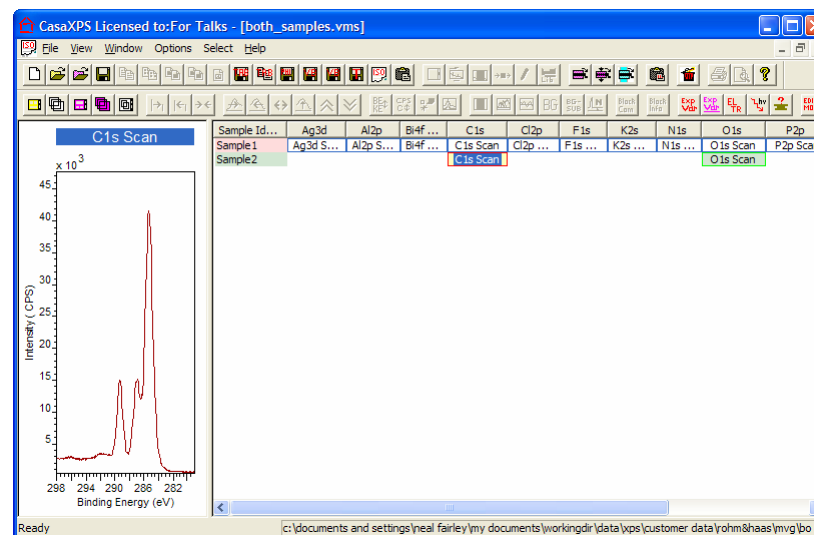 CasaXPS Licensed to:For Talks - [both_samples.vms]
File View Window Options Select Help
C1s Scan
x 10 3
45
40
35
30
25
20
15
10
5
Intensity (CPS)
298 294 290 286 282
Binding Energy (eV)
Sample Id... Ag3d Al2p Bi4f ... C1s Cl2p F1s K2s N1s O1s P2p
Sample1 Ag3d S... Al2p S... Bi4f ... C1s Scan Cl2p ... F1s ... K2s ... N1s ... O1s Scan P2p Sca
Sample2 C1s Scan O1s Scan
Ready c:\documents and settings\neal fairley\my documents\workingdir\data\xps\customer data\rohm&haas\mvg\bo